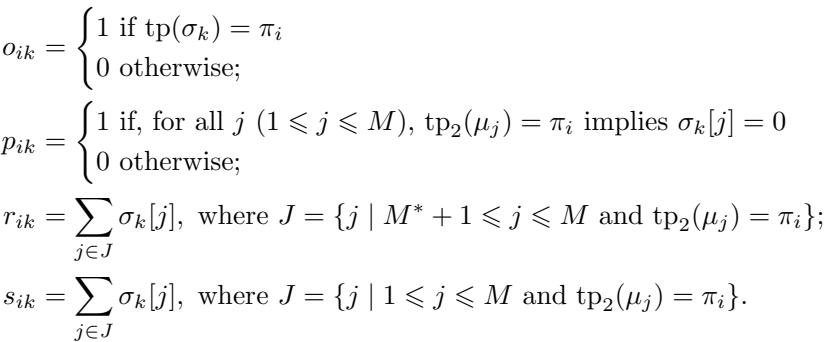 o_{ik} = { 1 if tp(σ_k) = π_i
0 otherwise;
p_{ik} = { 1 if, for all j (1 ⩽ j ⩽ M), tp_2(μ_j) = π_i implies σ_k[j] = 0
0 otherwise;
r_{ik} = ∑_{j∈J} σ_k[j], where J = {j | M* + 1 ⩽ j ⩽ M and tp_2(μ_j) = π_i};
s_{ik} = ∑_{j∈J} σ_k[j], where J = {j | 1 ⩽ j ⩽ M and tp_2(μ_j) = π_i}.